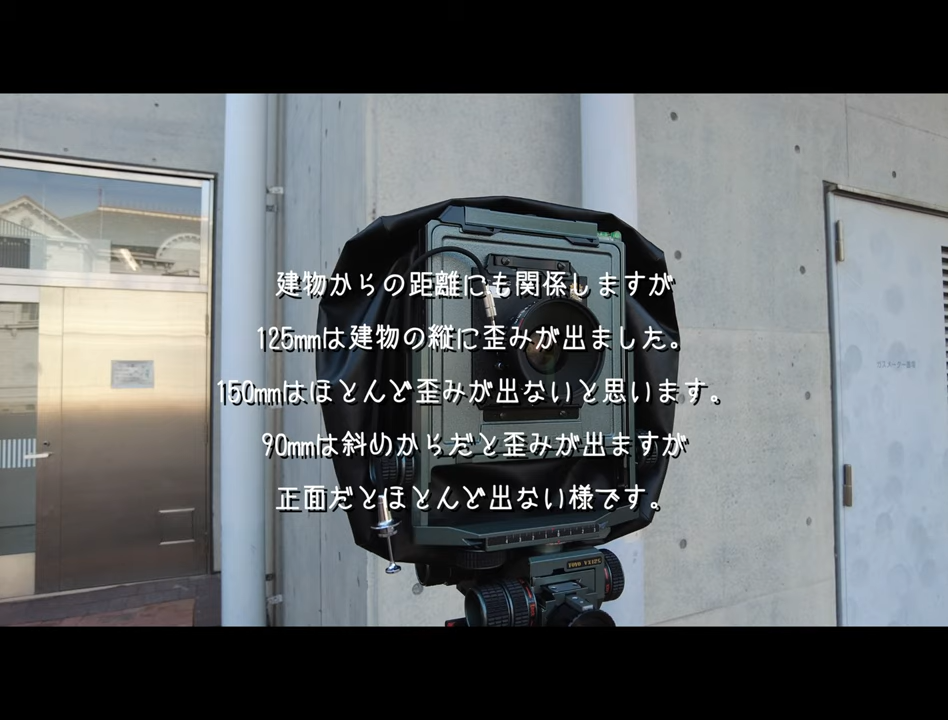 建物からの距離にも関係しますが
125mmは建物の縦に歪みが出ました。
150mmはほとんど歪みが出ないと思います。
90mmは斜めからだと歪みが出ますが
正面だとほとんど出ない様です。